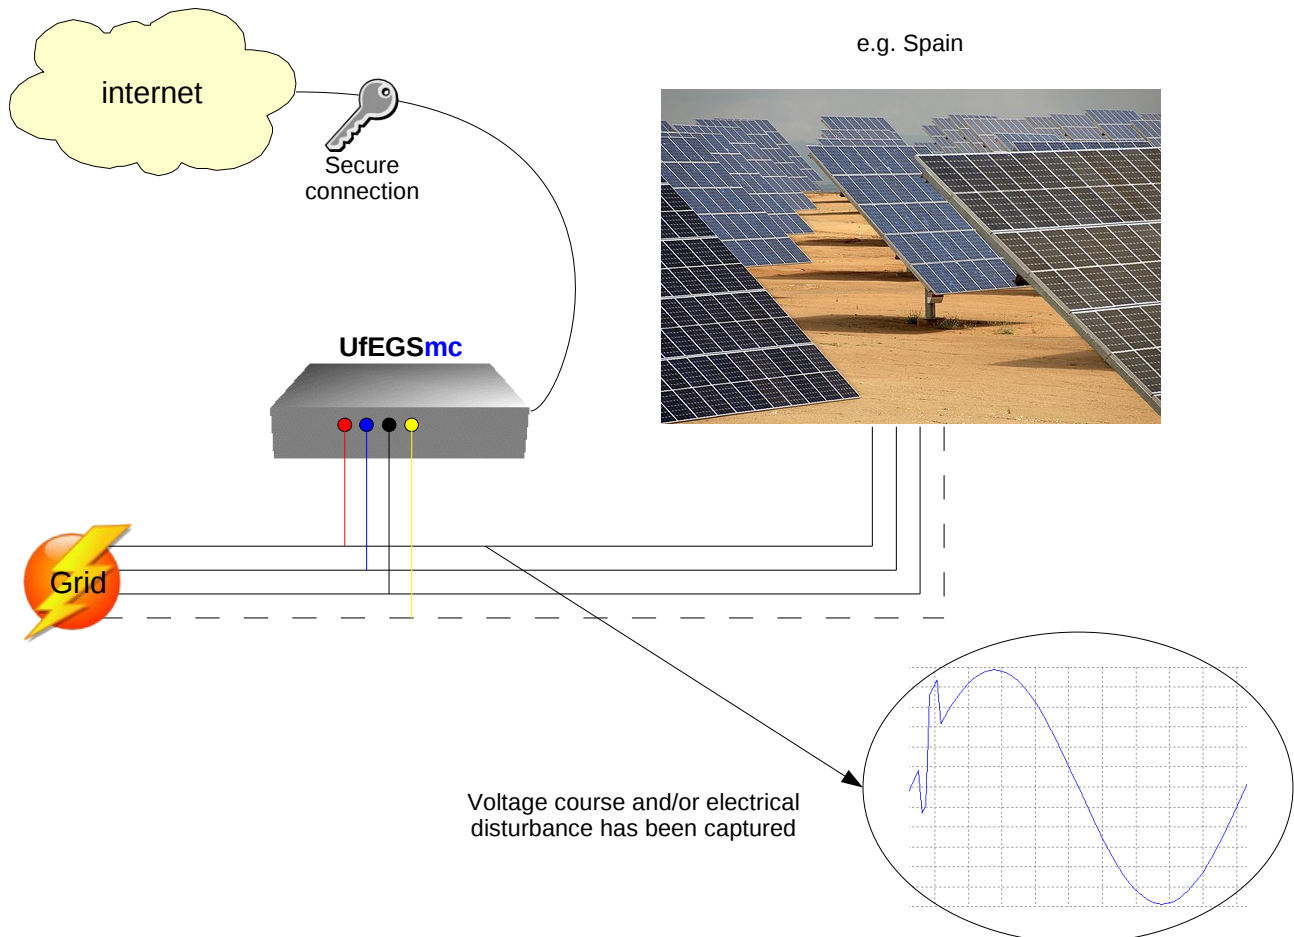 e.g. Spain
internet
Secure
connection
UfEGSmc
Grid
Voltage course and/or electrical
disturbance has been captured